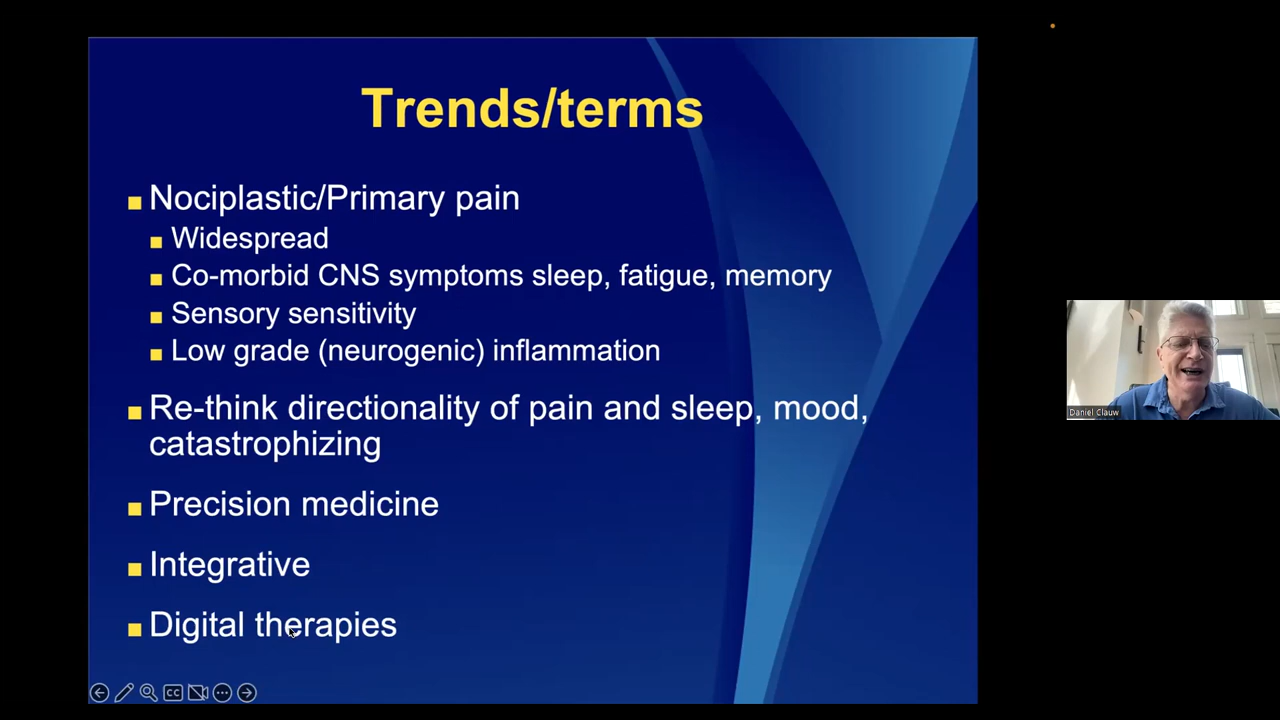 Trends/terms
Nociplastic/Primary pain
Widespread
Co-morbid CNS symptoms sleep, fatigue, memory
Sensory sensitivity
Low grade (neurogenic) inflammation
Re-think directionality of pain and sleep, mood,
catastrophizing
Precision medicine
Integrative
Digital therapies
CC
Daniel Clauw